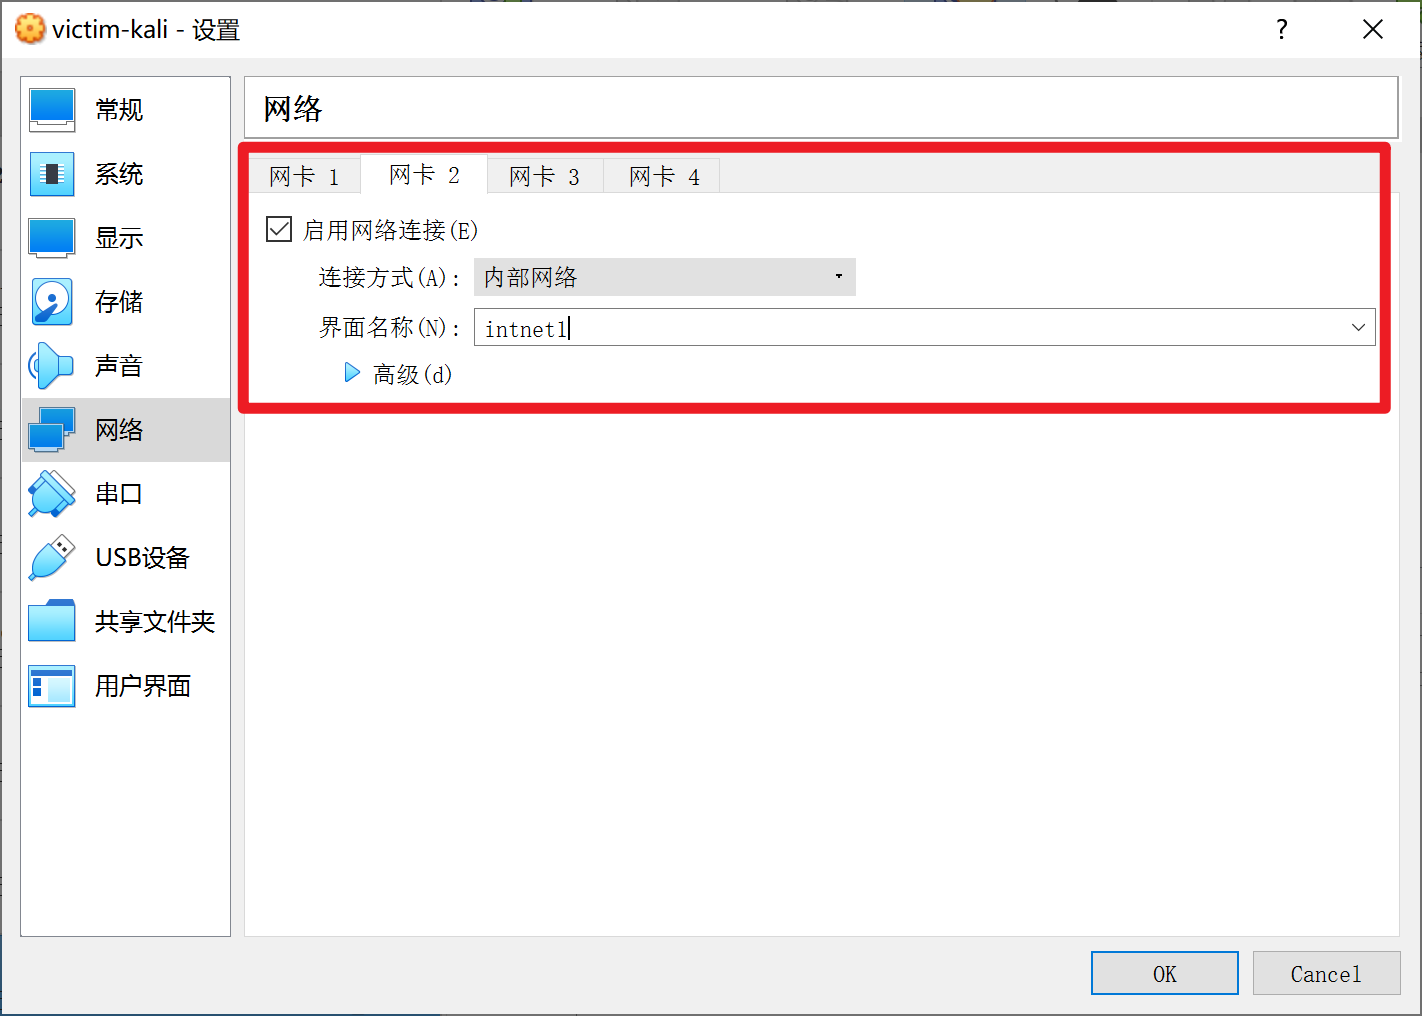 victim-kali - 设置
?
常规
系统
显示
存储
声音
网络
串口
USB设备
共享文件夹
用户界面
网络
网卡 1 网卡 2 网卡 3 网卡 4
启用网络连接(E)
连接方式(A): 内部网络
界面名称(N): intnet1
高级(d)
OK Cancel